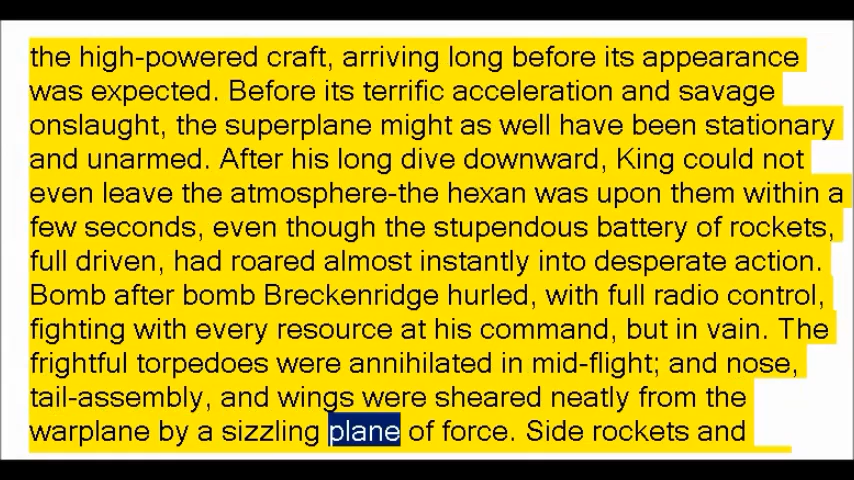 the high-powered craft, arriving long before its appearance
was expected. Before its terrific acceleration and savage
onslaught, the superplane might as well have been stationary
and unarmed. After his long dive downward, King could not
even leave the atmosphere-the hexan was upon them within a
few seconds, even though the stupendous battery of rockets,
full driven, had roared almost instantly into desperate action.
Bomb after bomb Breckenridge hurled, with full radio control,
fighting with every resource at his command, but in vain. The
frightful torpedoes were annihilated in mid-flight; and nose,
tail-assembly, and wings were sheared neatly from the
warplane by a sizzling plane of force. Side rockets and